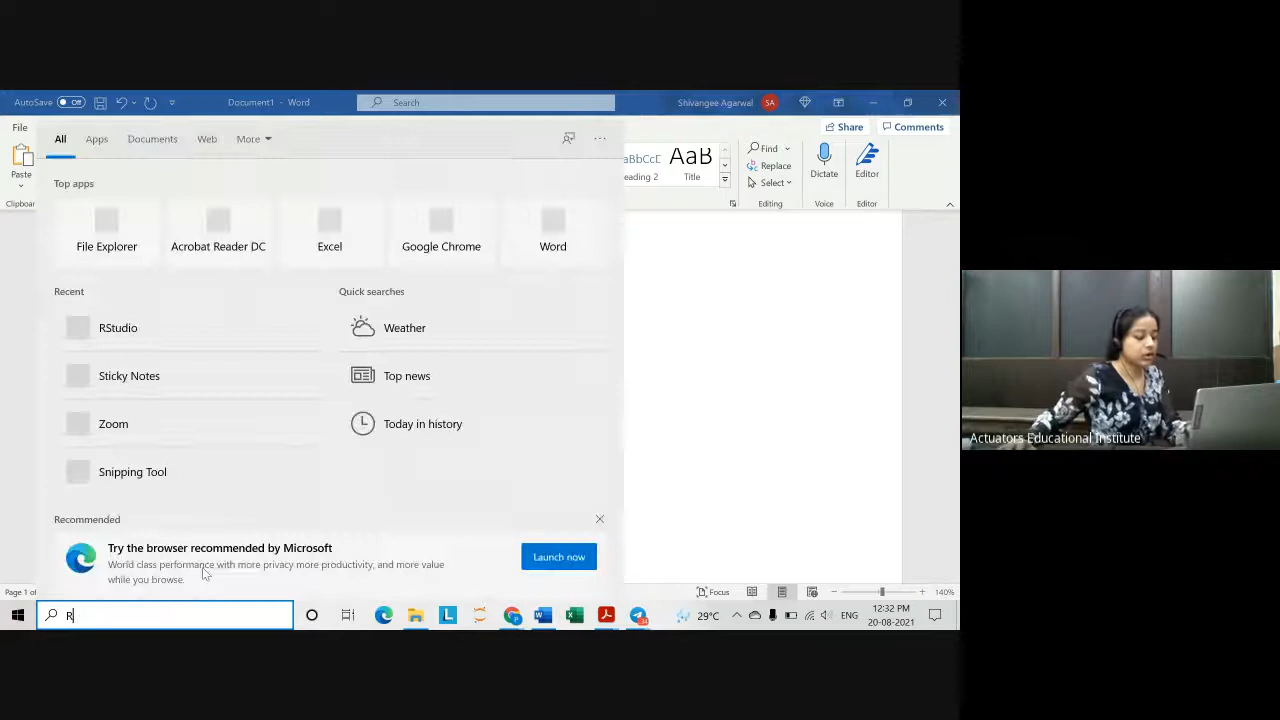 AutoSave Off
Document1 - Word
Search
Shivangee Agarwal SA
File
Share
Comments
All Apps Documents Web More
Paste
Clipboard
Heading 2
AaB
Title
Find
Replace
Select
Editing
Dictate
Voice
Editor
Editor
Top apps
File Explorer
Acrobat Reader DC
Excel
Google Chrome
Word
Recent
Quick searches
RStudio
Weather
Sticky Notes
Top news
Zoom
Today in history
Snipping Tool
Recommended
Try the browser recommended by Microsoft
World class performance with more privacy more productivity, and more value
while you browse.
Launch now
Actuators Educational Institute
Page 1 of
Focus
140%
R
29°C
ENG
12:32 PM
20-08-2021